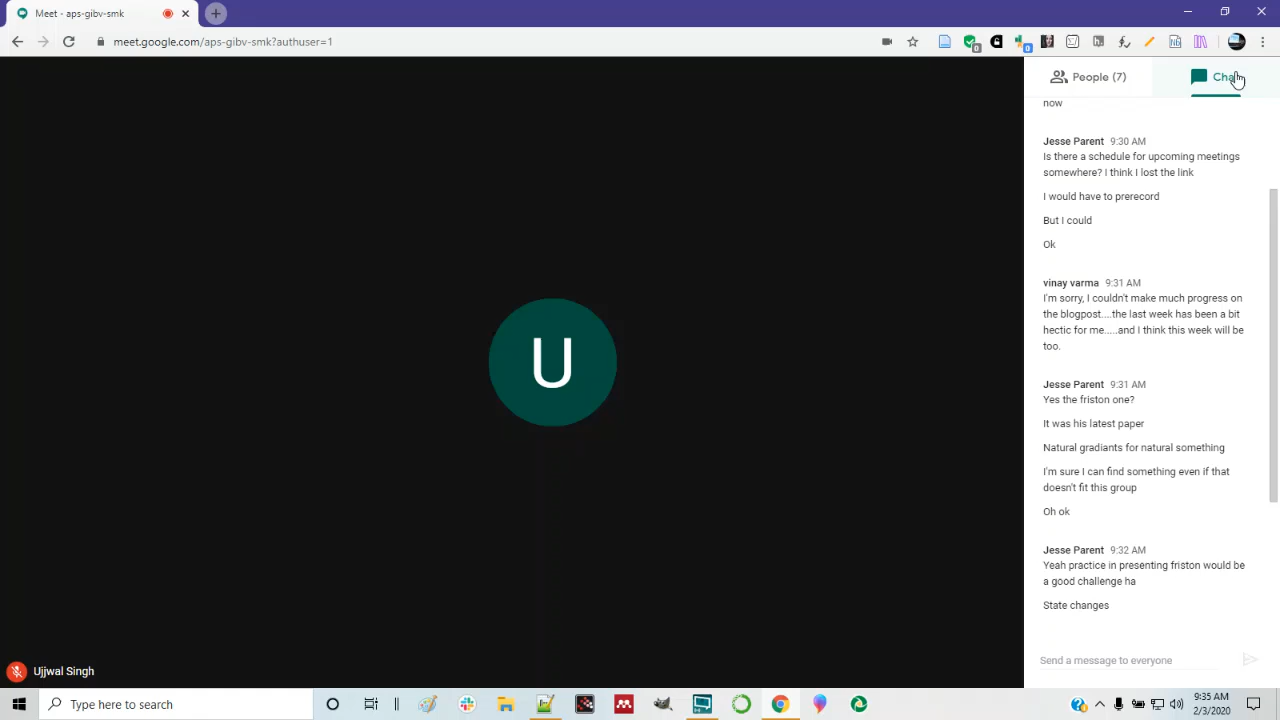 Meet - aps-gibv-smk
meet.google.com/aps-gibv-smk?authuser=1
People (7)
now
Jesse Parent 9:30 AM
Is there a schedule for upcoming meetings
somewhere? I think I lost the link
I would have to prerecord
But I could
Ok
vinay varma 9:31 AM
I'm sorry, I couldn't make much progress on
the blogpost....the last week has been a bit
hectic for me.....and I think this week will be
too.
Jesse Parent 9:31 AM
Yes the friston one?
It was his latest paper
Natural gradiants for natural something
I'm sure I can find something even if that
doesn't fit this group
Oh ok
Jesse Parent 9:32 AM
Yeah practice in presenting friston would be
a good challenge ha
State changes
Send a message to everyone
U
Ujjwal Singh
Type here to search
9:35 AM
2/3/2020